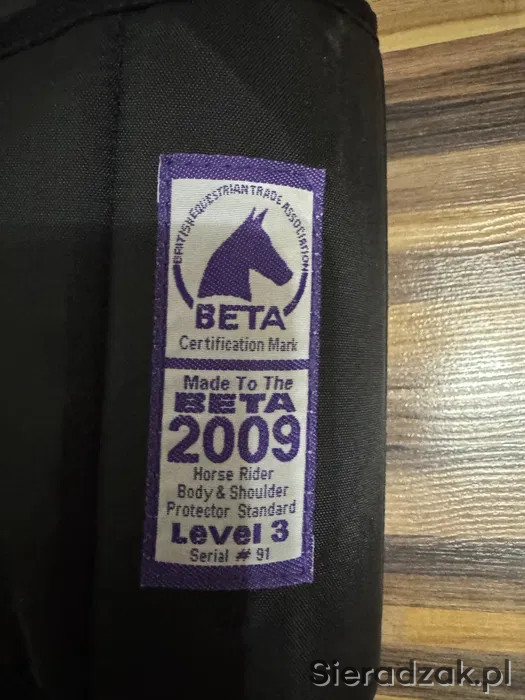 BRITISH EQUESTRIAN TRADE ASSOCIATION
BETA
Certification Mark
Made To The
BETA
2009
Horse Rider
Body & Shoulder
Protector Standard
Level 3
Serial # 91
Sieradzak.pl